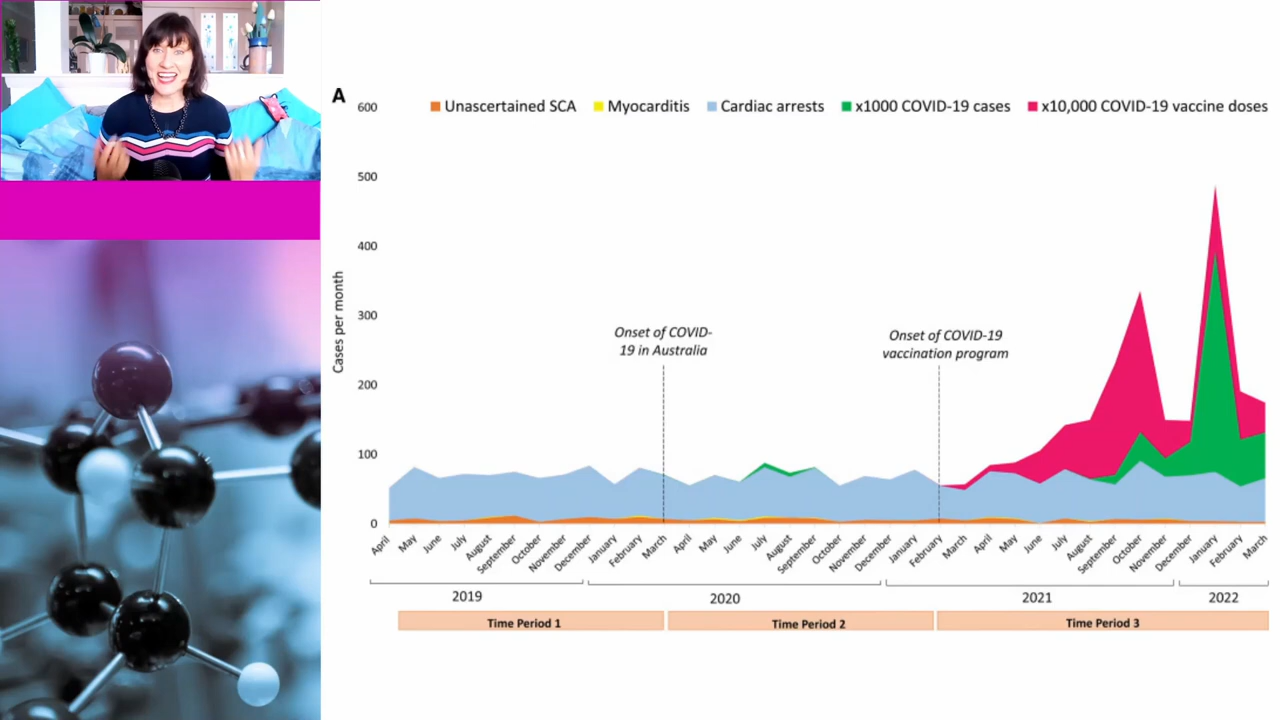 A
Unascertained SCA Myocarditis Cardiac arrests x1000 COVID-19 cases x10,000 COVID-19 vaccine doses
Cases per month
600
500
400
300
200
100
0
Onset of COVID-
19 in Australia
Onset of COVID-19
vaccination program
April May June July August September October November December January February March April May June July August September October November December January February March April May June July August September October November December January February March
2019 2020 2021 2022
Time Period 1 Time Period 2 Time Period 3